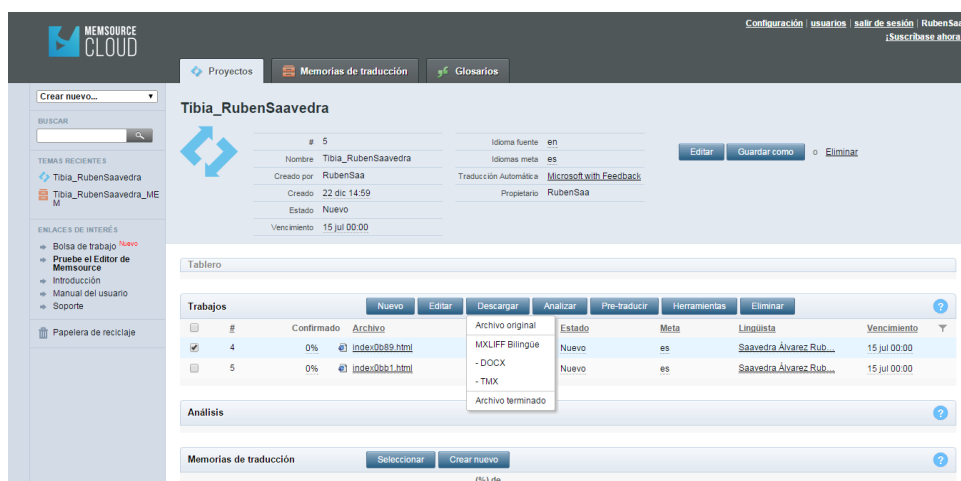 MEMSOURCE
CLOUD
Configuración | usuarios | salir de sesión | RubenSaa
¡Suscríbase ahora
Proyectos
Memorias de traducción
Glosarios
Crear nuevo...
BUSCAR
TEMAS RECIENTES
Tibia_RubenSaavedra
Tibia_RubenSaavedra_ME
M
ENLACES DE INTERÉS
Bolsa de trabajo Nuevo
Pruebe el Editor de
Memsource
Introducción
Manual del usuario
Soporte
Papelera de reciclaje
Tibia_RubenSaavedra
# 5
Nombre Tibia_RubenSaavedra
Creado por RubenSaa
Creado 22 dic 14:59
Estado Nuevo
Vencimiento 15 jul 00:00
Idioma fuente en
Idiomas meta es
Traducción Automática Microsoft with Feedback
Propietario RubenSaa
Editar Guardar como o Eliminar
Tablero
Trabajos Nuevo Editar Descargar Analizar Pre-traducir Herramientas Eliminar ?
# Confirmado Archivo Estado Meta Lingüista Vencimiento
4 0% index0b89.html Nuevo es Saavedra Álvarez Rub... 15 jul 00:00
5 0% index0bb1.html Nuevo es Saavedra Álvarez Rub... 15 jul 00:00
Archivo original
MXLIFF Bilingüe
- DOCX
- TMX
Archivo terminado
Análisis ?
Memorias de traducción Seleccionar Crear nuevo ?
(%) de